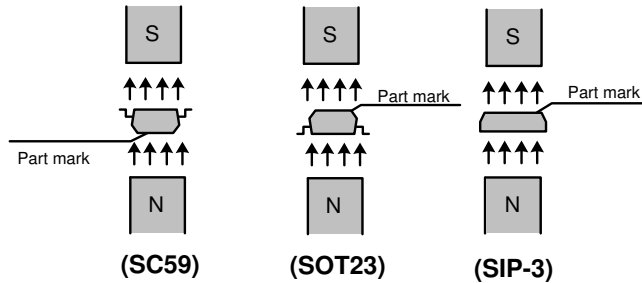 S S S
Part mark Part mark
Part mark
N N N
(SC59) (SOT23) (SIP-3)